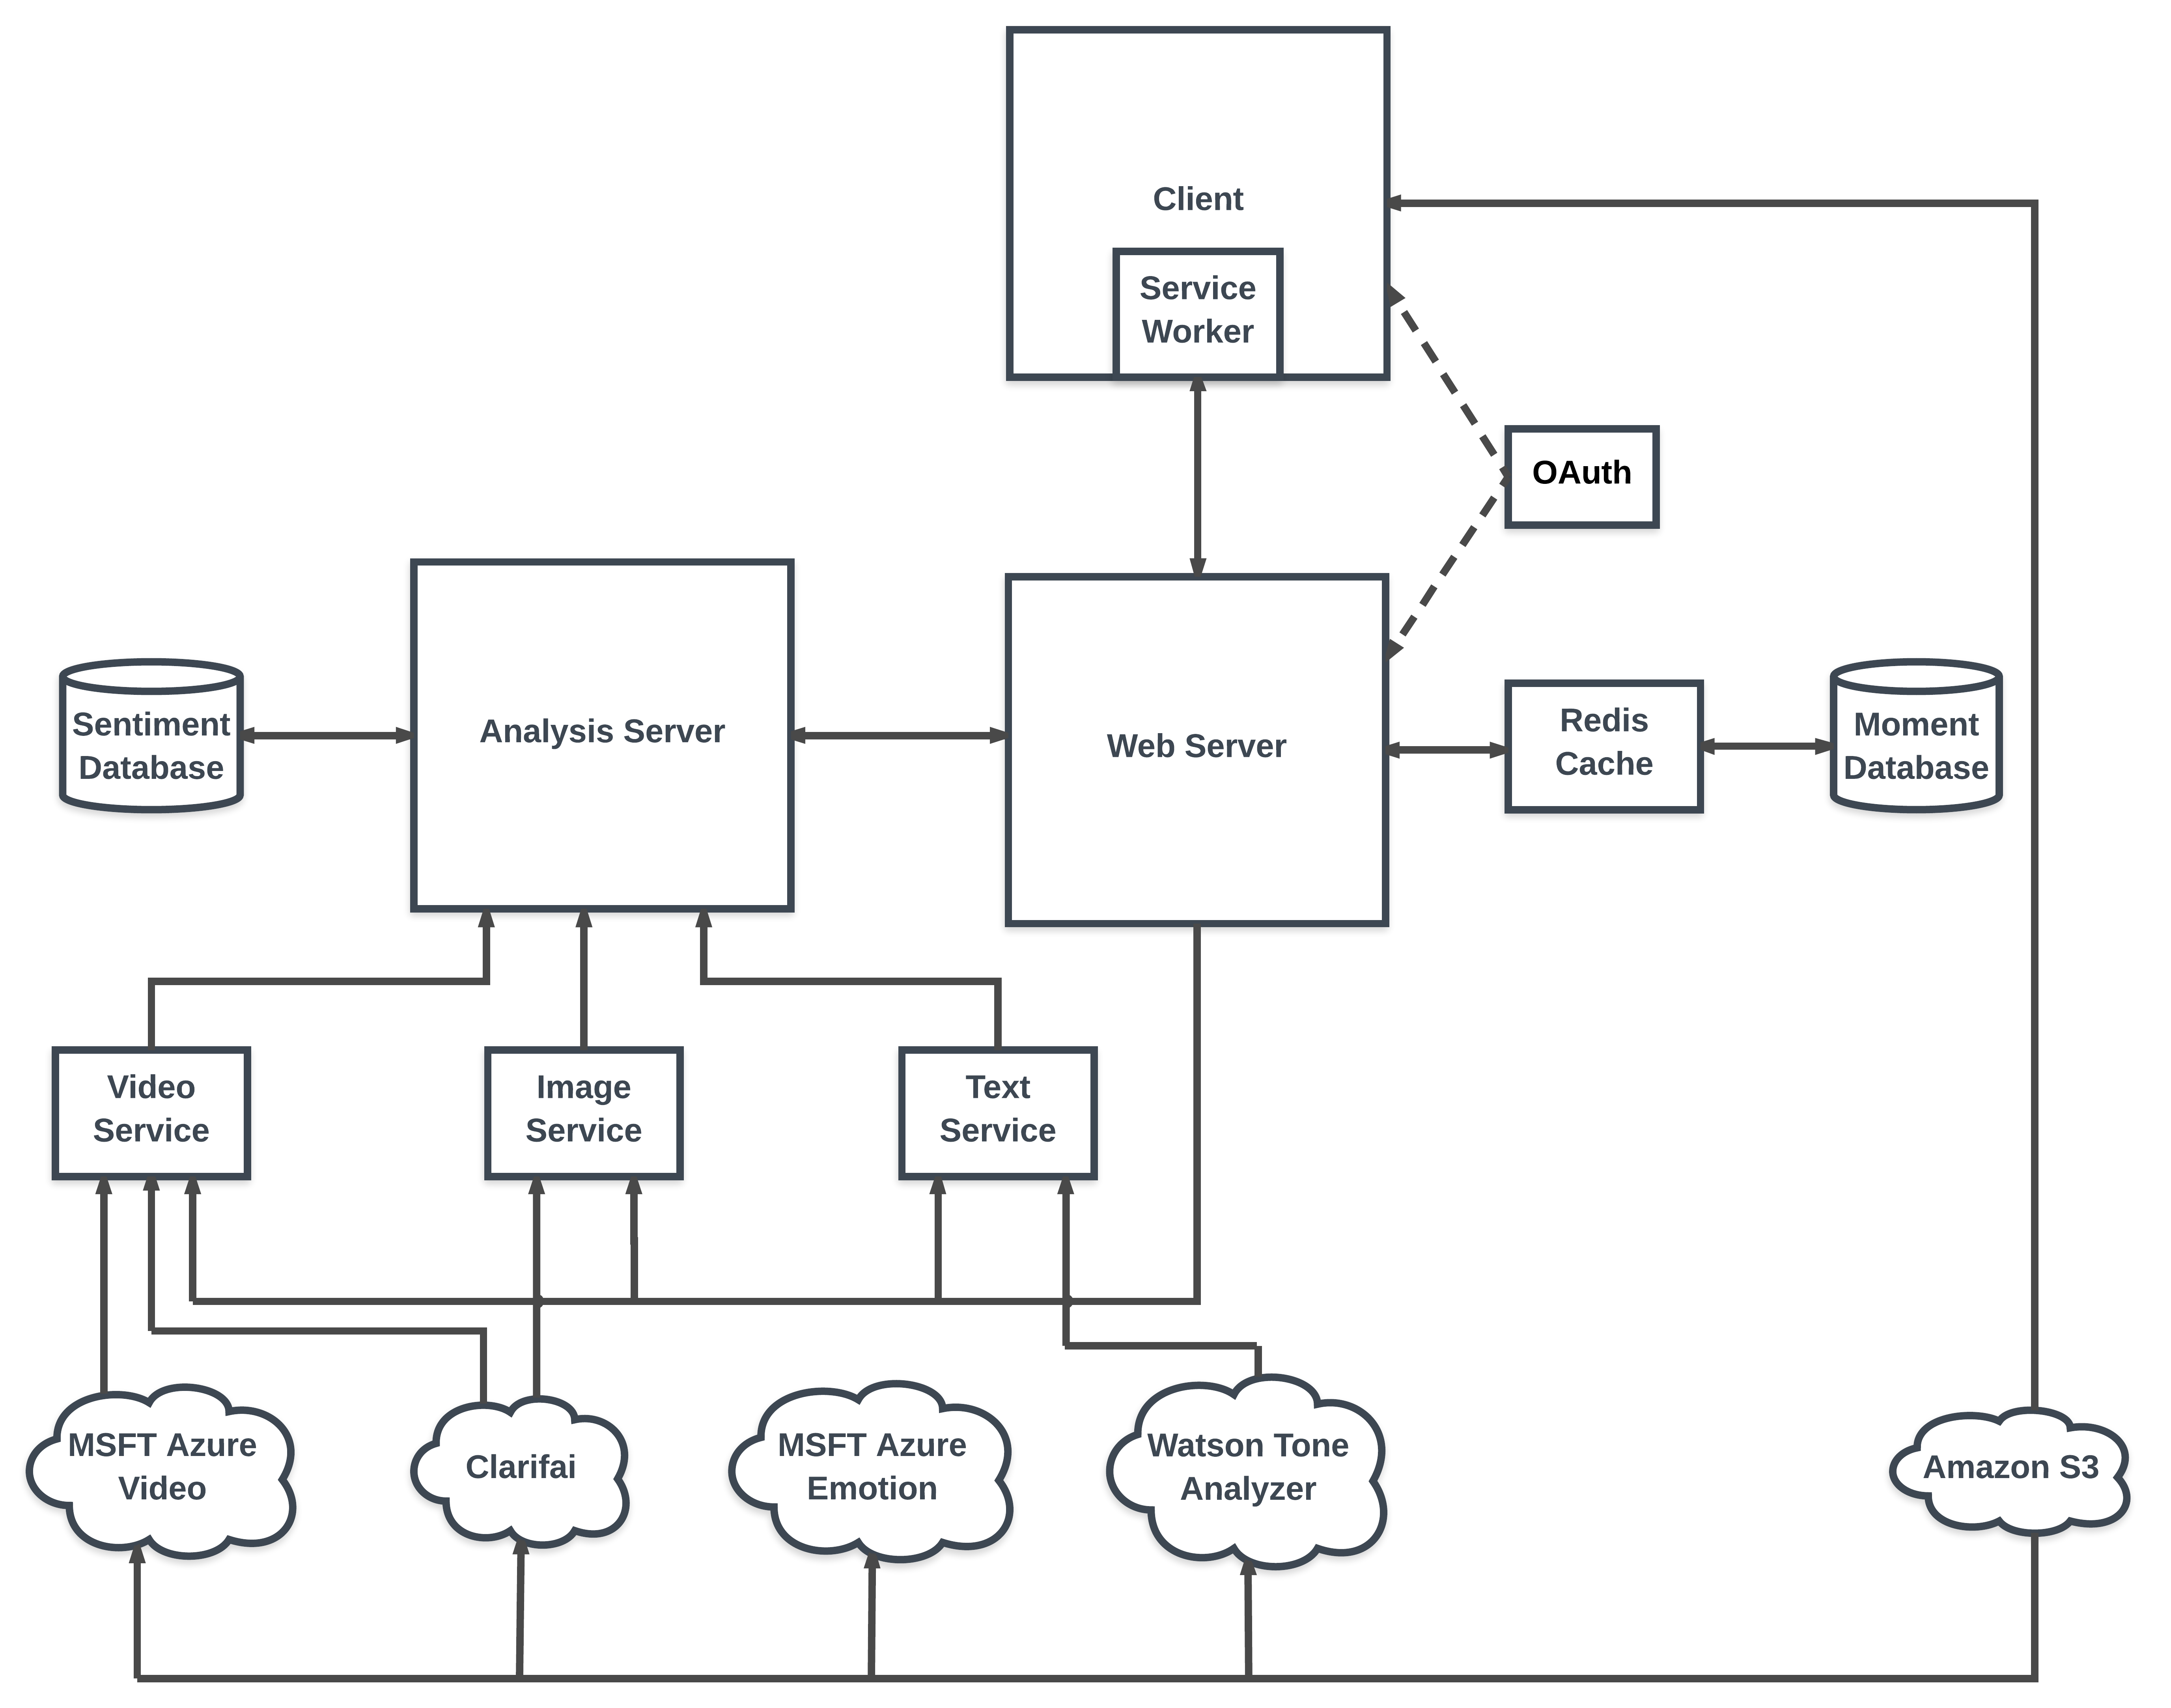 Client
Service
Worker
OAuth
Sentiment
Database
Analysis Server
Web Server
Redis
Cache
Moment
Database
Video
Service
Image
Service
Text
Service
MSFT Azure
Video
Clarifai
MSFT Azure
Emotion
Watson Tone
Analyzer
Amazon S3